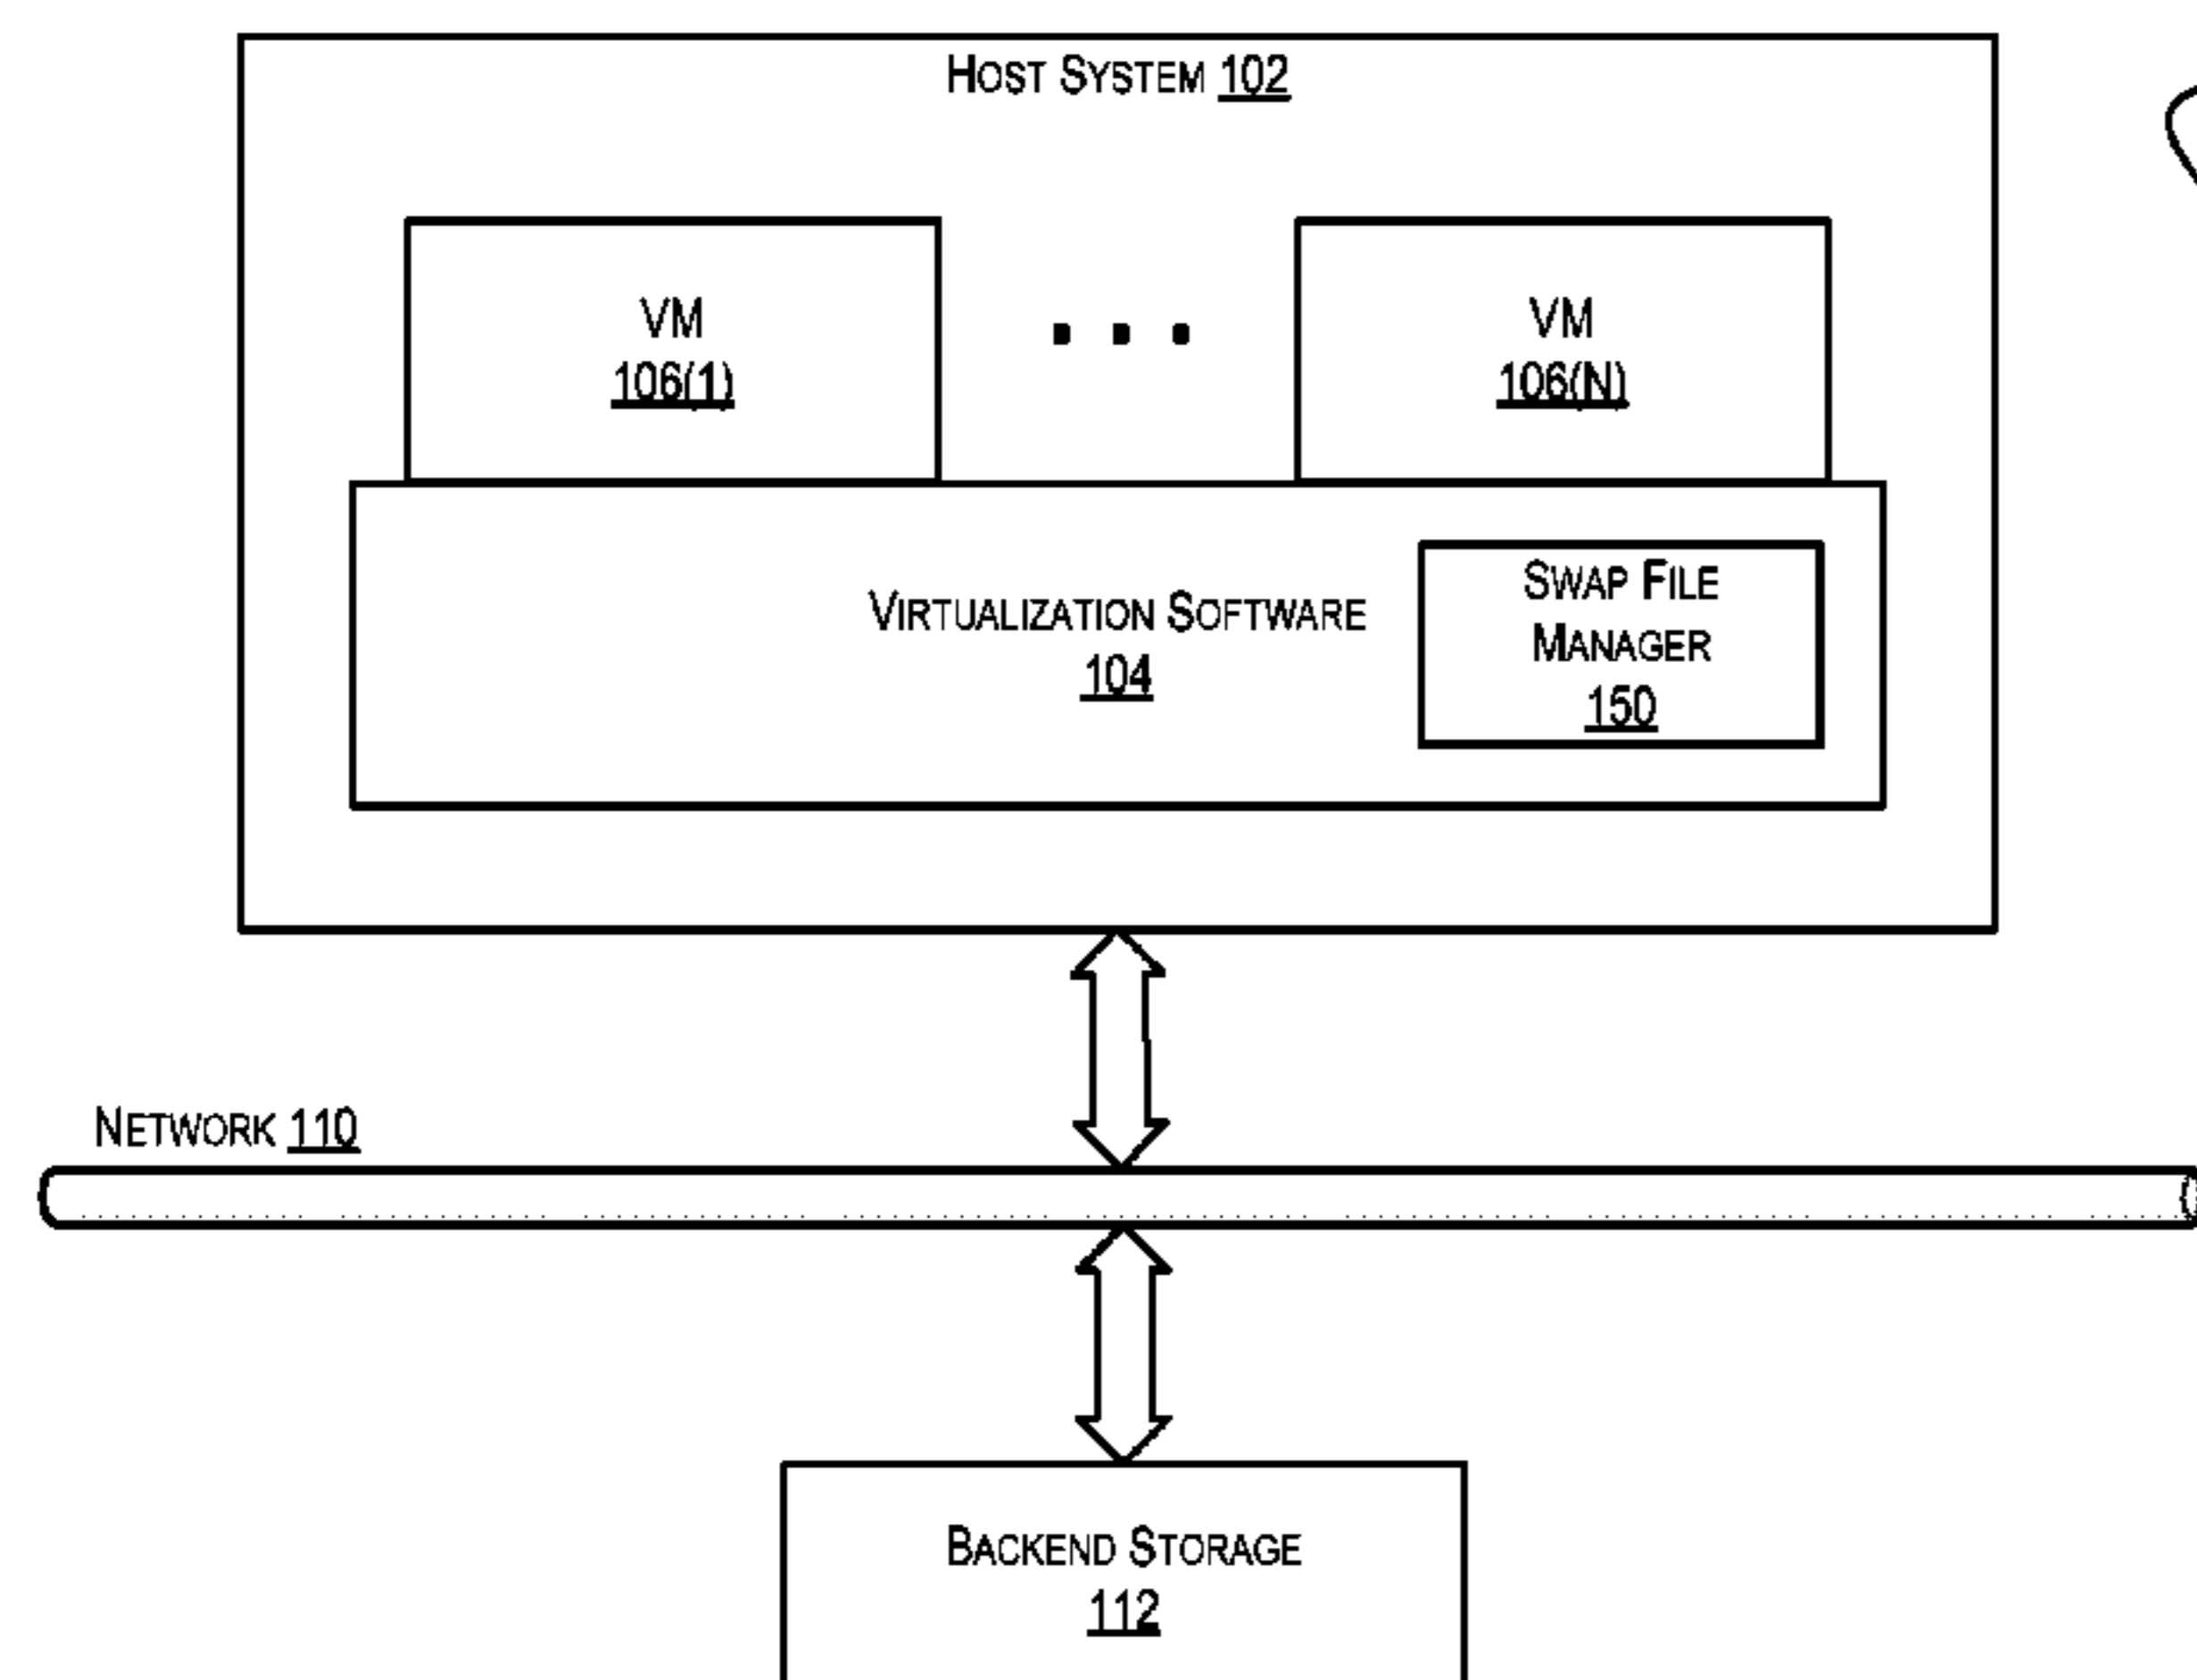 HOST SYSTEM 102
VM
106(1)
VM
106(N)
VIRTUALIZATION SOFTWARE
104
SWAP FILE
MANAGER
150
NETWORK 110
BACKEND STORAGE
112